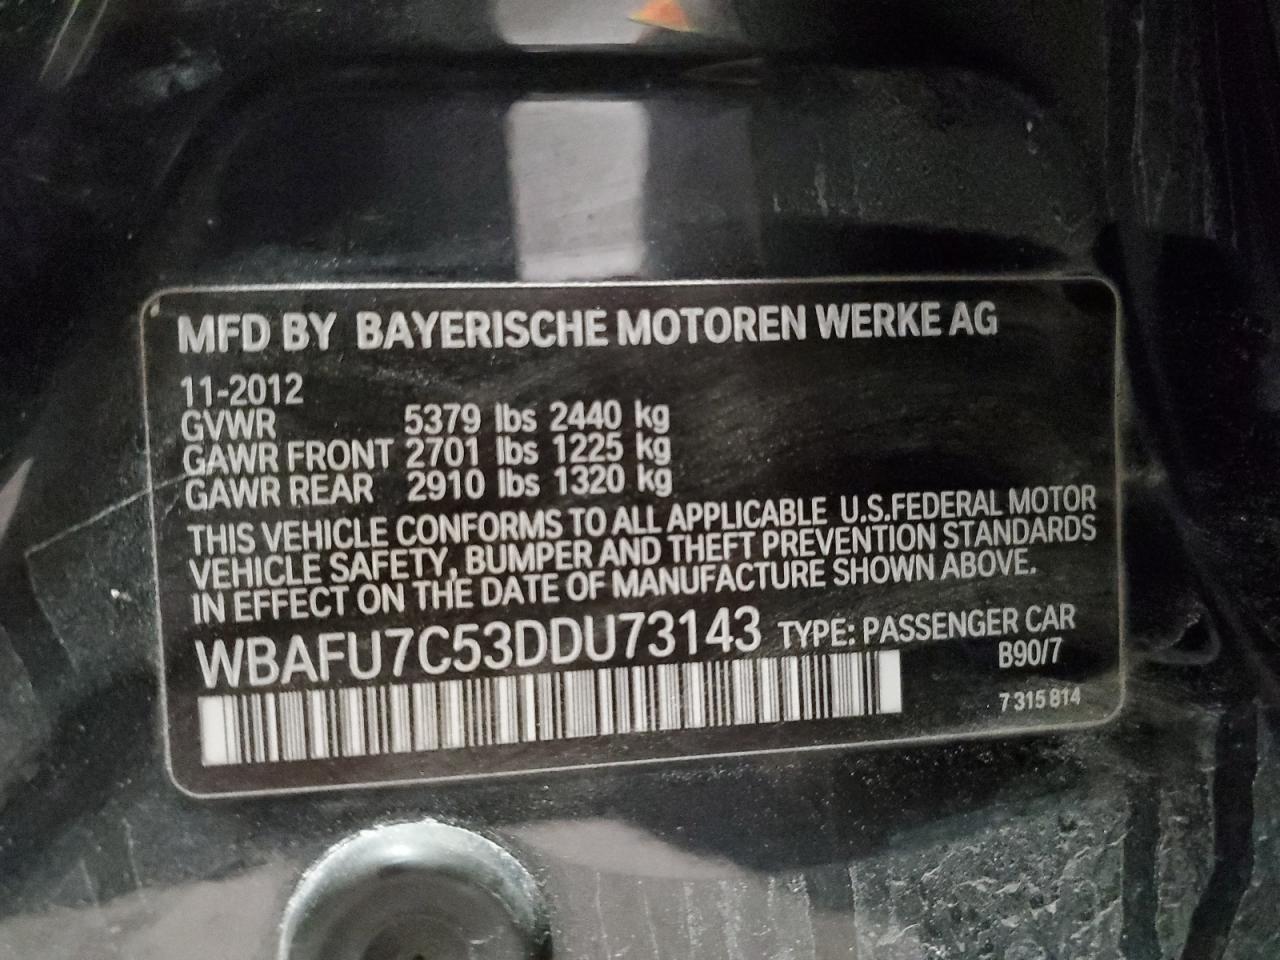 MFD BY BAYERISCHE MOTOREN WERKE AG
11-2012
GVWR 5379 lbs 2440 kg
GAWR FRONT 2701 lbs 1225 kg
GAWR REAR 2910 lbs 1320 kg
THIS VEHICLE CONFORMS TO ALL APPLICABLE U.S.FEDERAL MOTOR
VEHICLE SAFETY, BUMPER AND THEFT PREVENTION STANDARDS
IN EFFECT ON THE DATE OF MANUFACTURE SHOWN ABOVE.
WBAFU7C53DDU73143 TYPE: PASSENGER CAR
B90/7
7 315 814